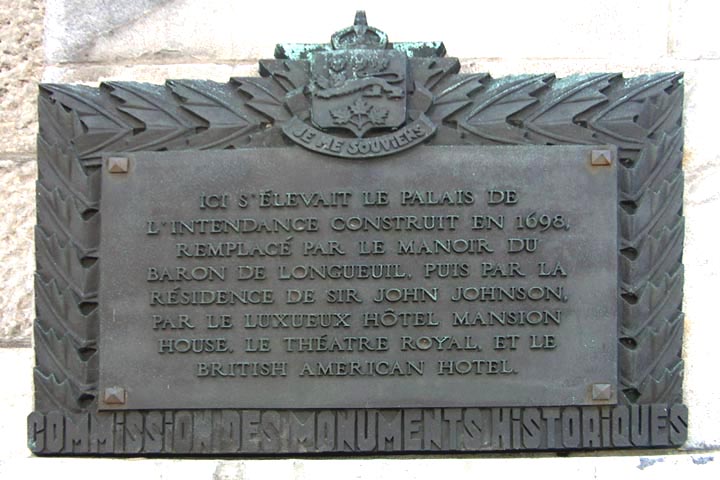 JE ME SOUVIENS
ICI S'ÉLEVAIT LE PALAIS DE
L'INTENDANCE CONSTRUIT EN 1698,
REMPLACÉ PAR LE MANOIR DU
BARON DE LONGUEUIL, PUIS PAR LA
RÉSIDENCE DE SIR JOHN JOHNSON,
PAR LE LUXUEUX HÔTEL MANSION
HOUSE, LE THÉATRE ROYAL, ET LE
BRITISH AMERICAN HOTEL.
COMMISSION DES MONUMENTS HISTORIQUES